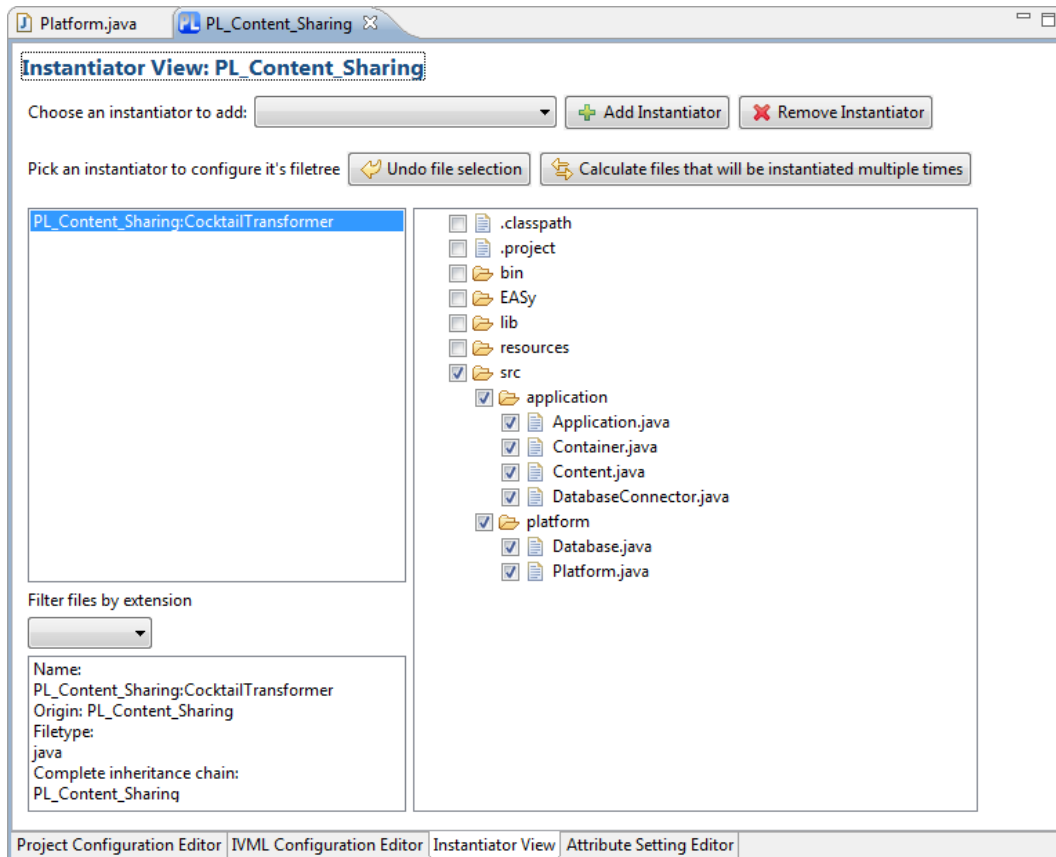 Platform.java PL PL_Content_Sharing
Instantiator View: PL_Content_Sharing
Choose an instantiator to add: Add Instantiator Remove Instantiator
Pick an instantiator to configure it's filetree Undo file selection Calculate files that will be instantiated multiple times
PL_Content_Sharing:CocktailTransformer
.classpath
.project
bin
EASy
lib
resources
src
application
Application.java
Container.java
Content.java
DatabaseConnector.java
platform
Database.java
Platform.java
Filter files by extension
Name:
PL_Content_Sharing:CocktailTransformer
Origin: PL_Content_Sharing
Filetype:
java
Complete inheritance chain:
PL_Content_Sharing
Project Configuration Editor IVML Configuration Editor Instantiator View Attribute Setting Editor